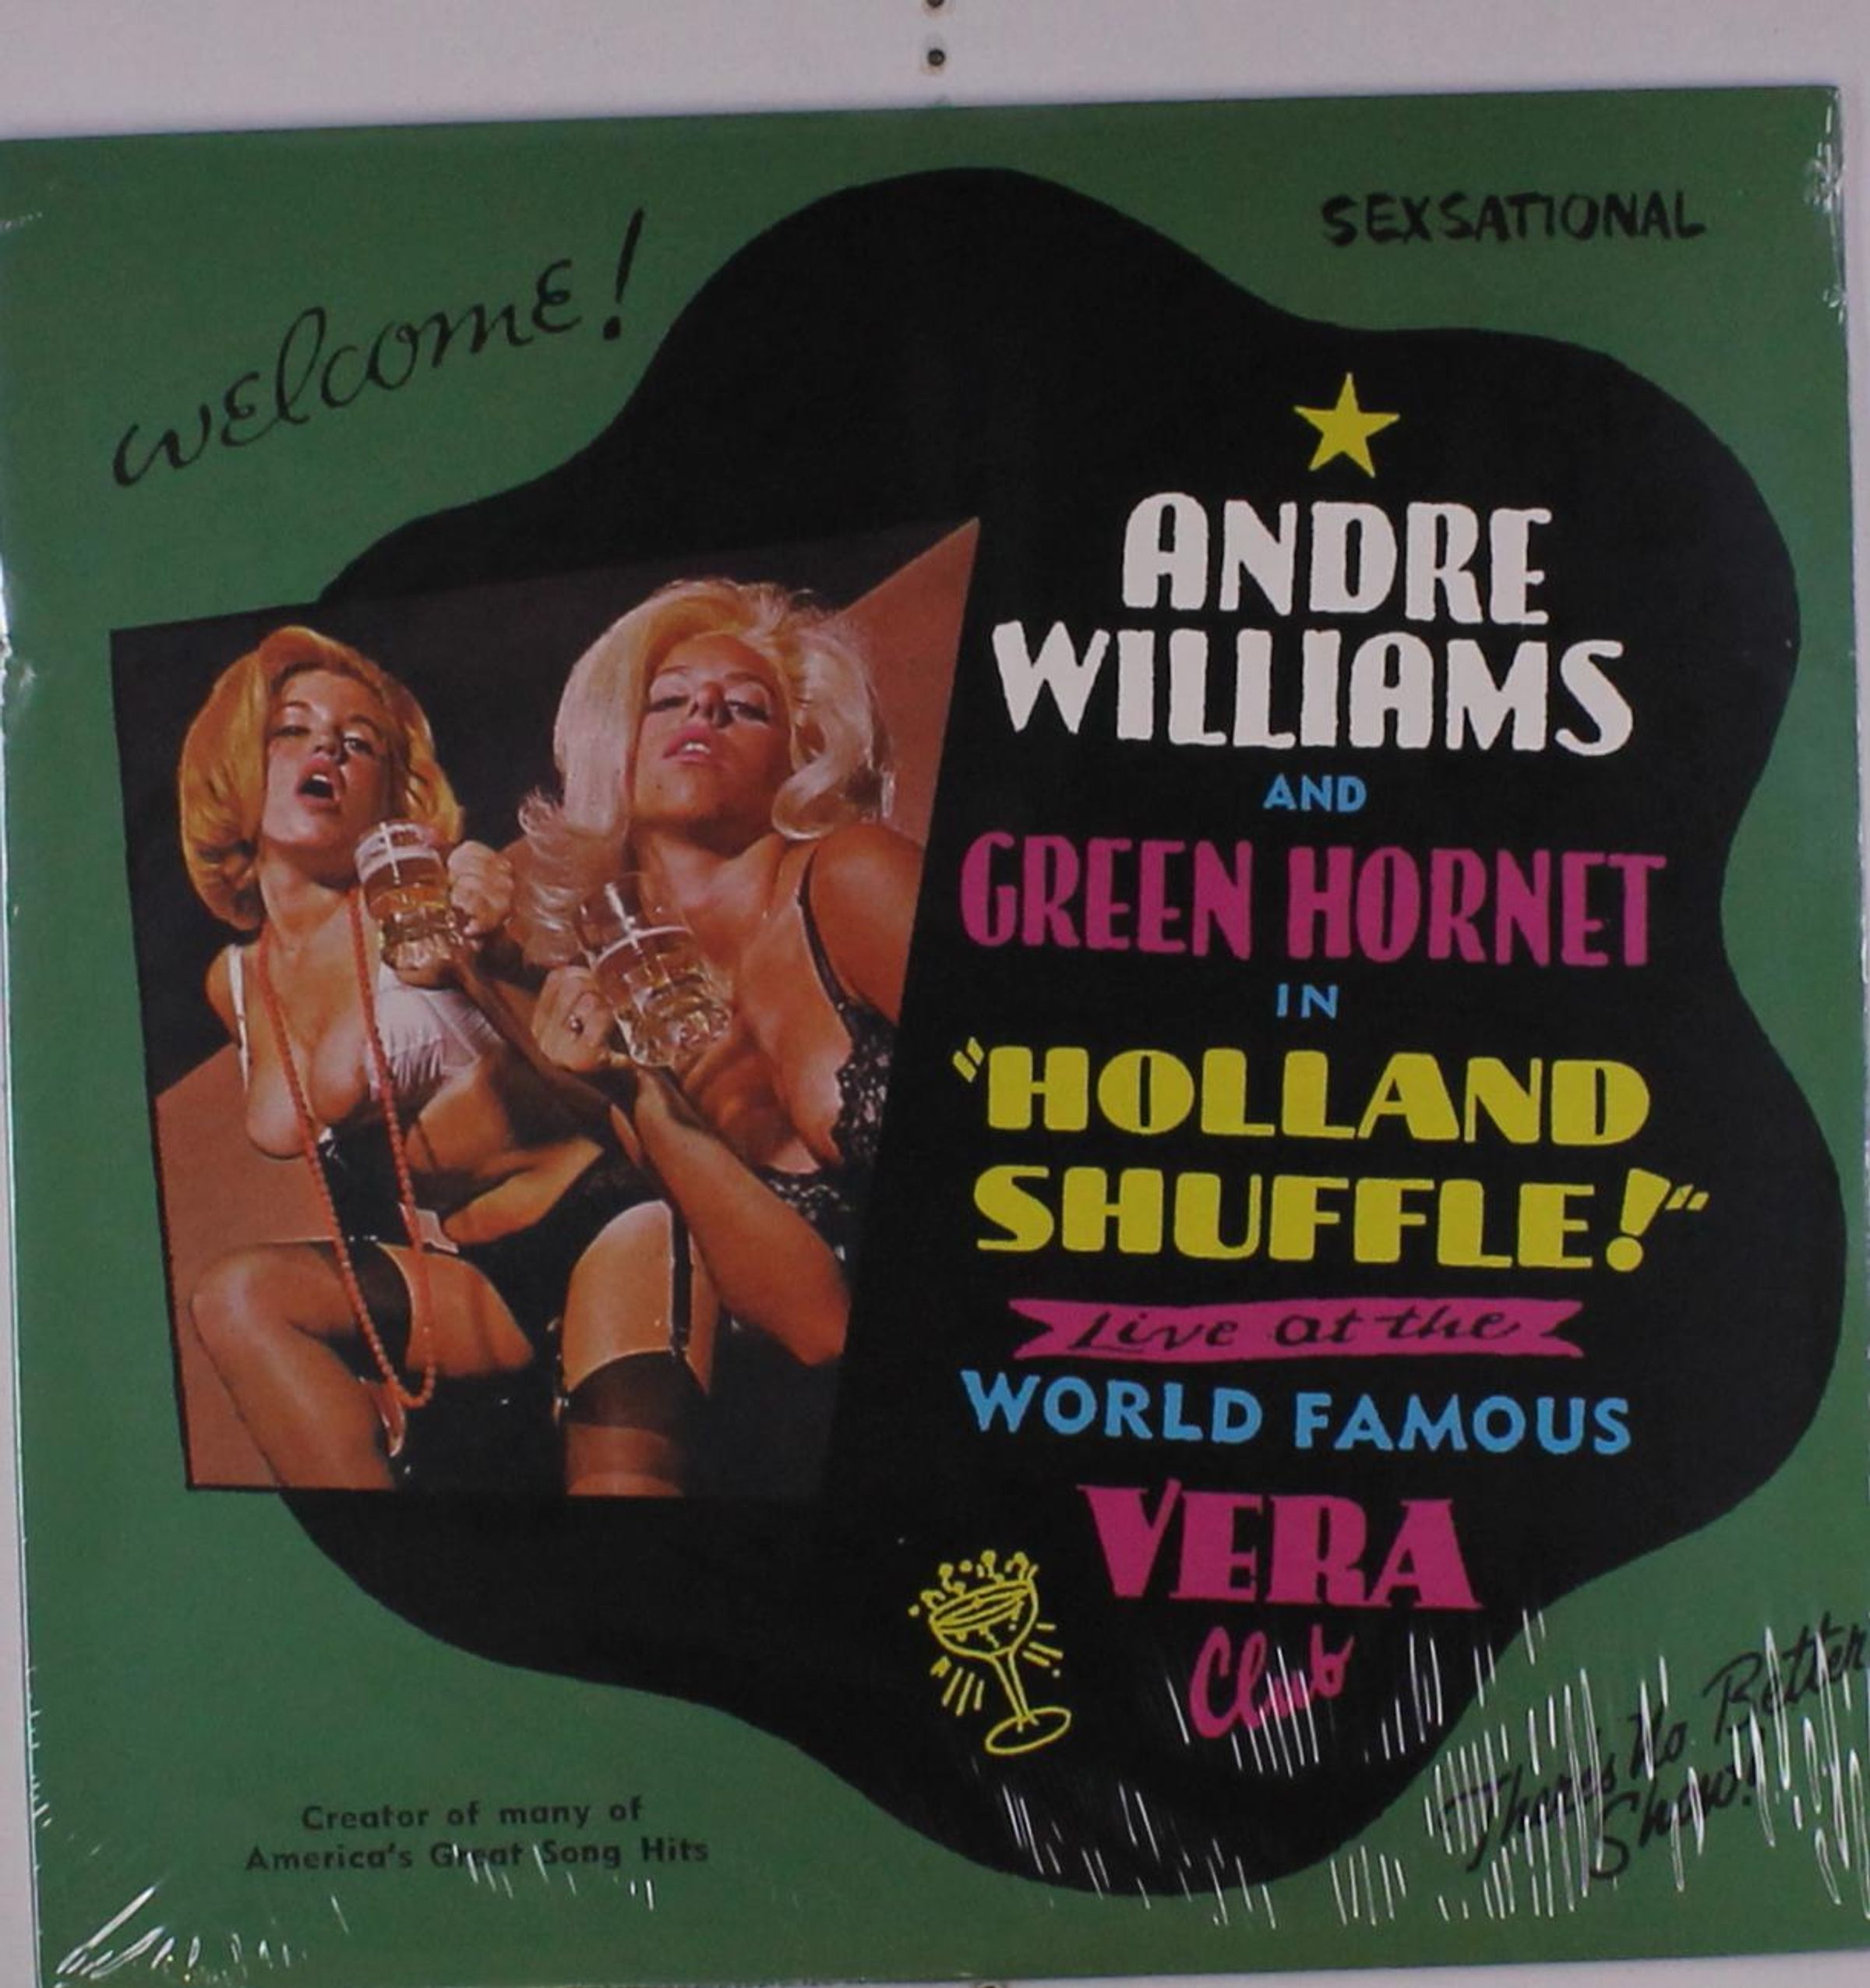 welcome!
SEXSATIONAL
ANDRE
WILLIAMS
AND
GREEN HORNET
IN
"HOLLAND
SHUFFLE!"
Live at the
WORLD FAMOUS
VERA
Club
There's No Better
Show!
Creator of many of
America's Great Song Hits